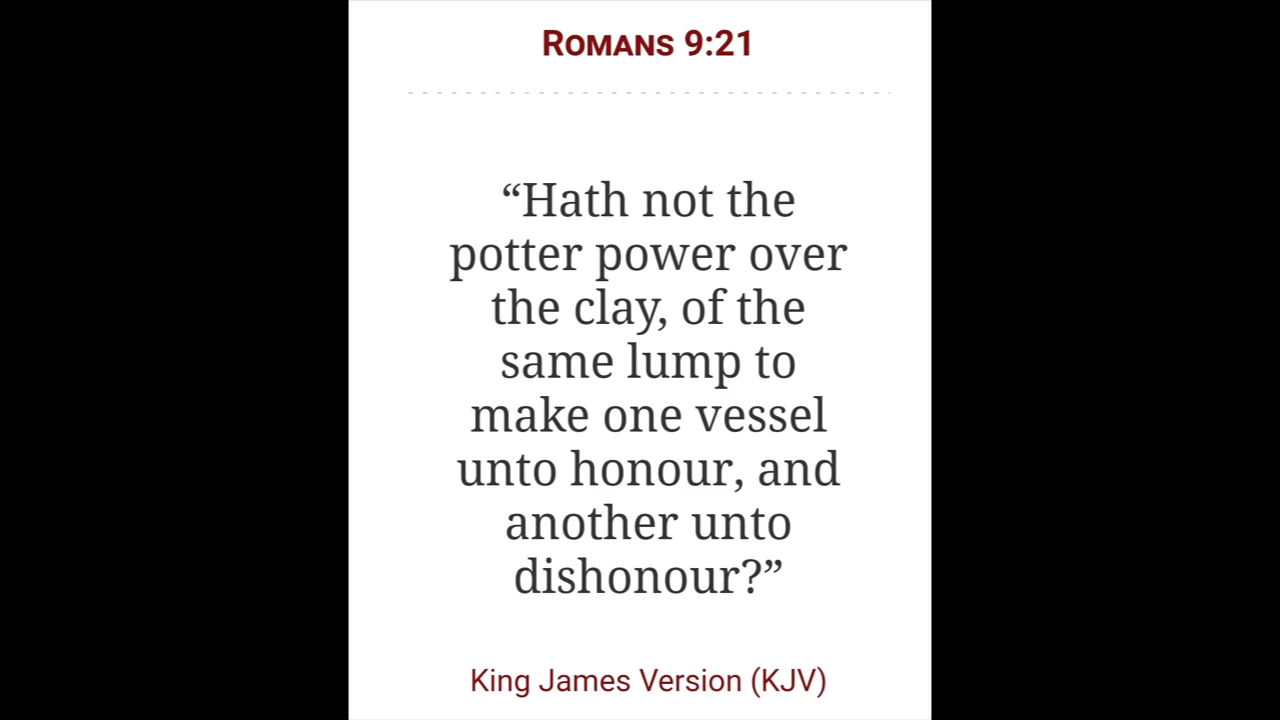 Romans 9:21
“Hath not the
potter power over
the clay, of the
same lump to
make one vessel
unto honour, and
another unto
dishonour?”
King James Version (KJV)